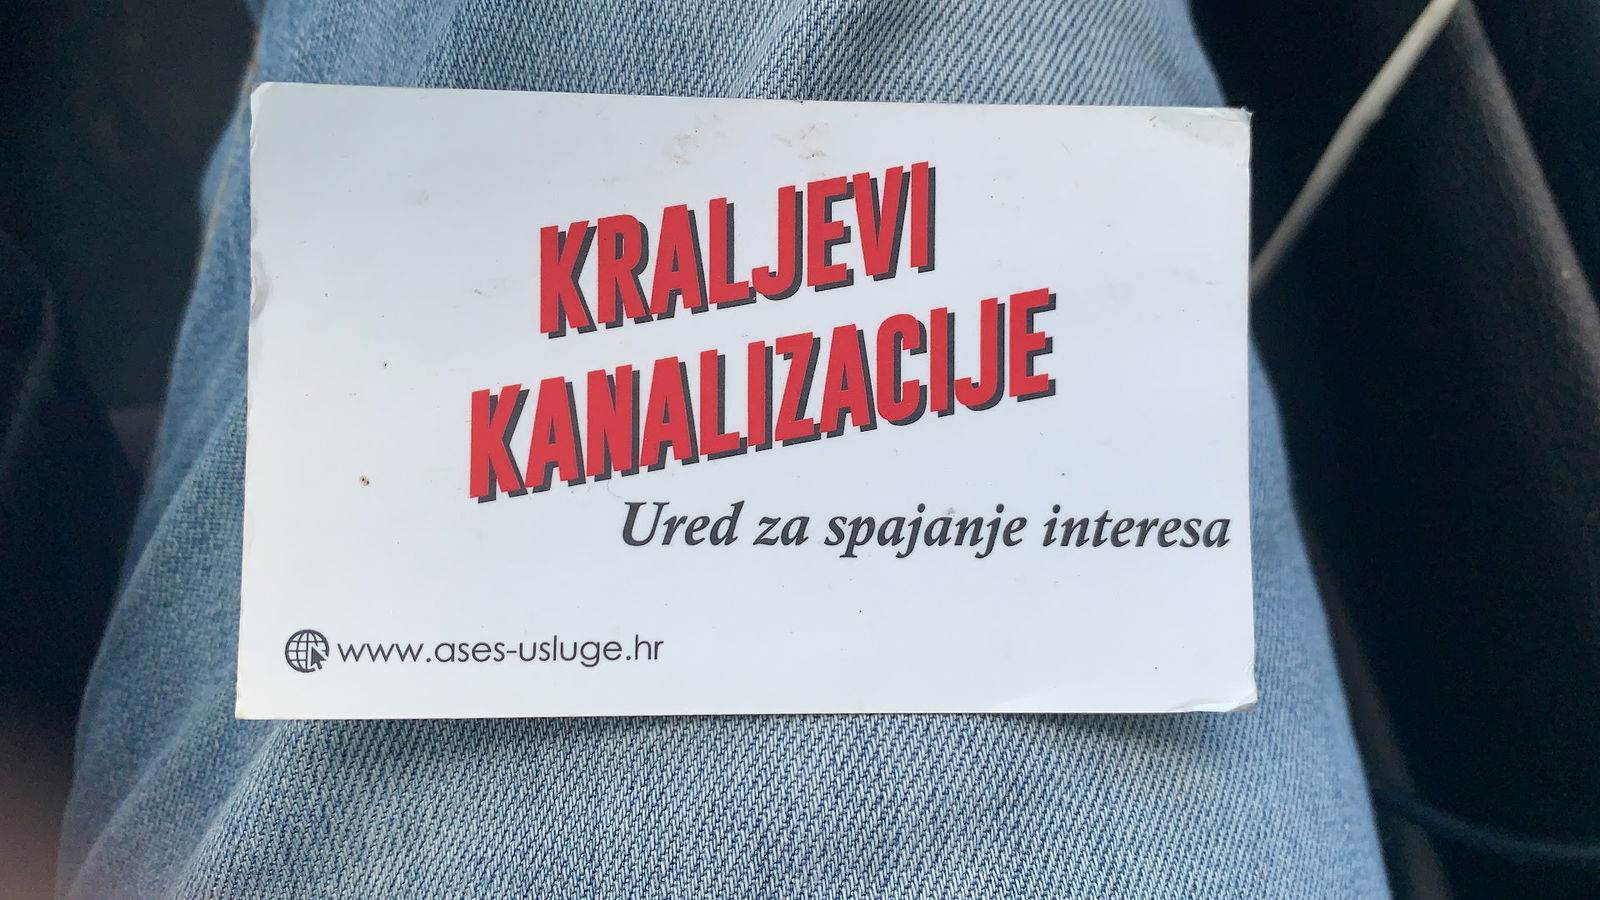 KRALJEVI
KANALIZACIJE
Ured za spajanje interesa
www.ases-usluge.hr